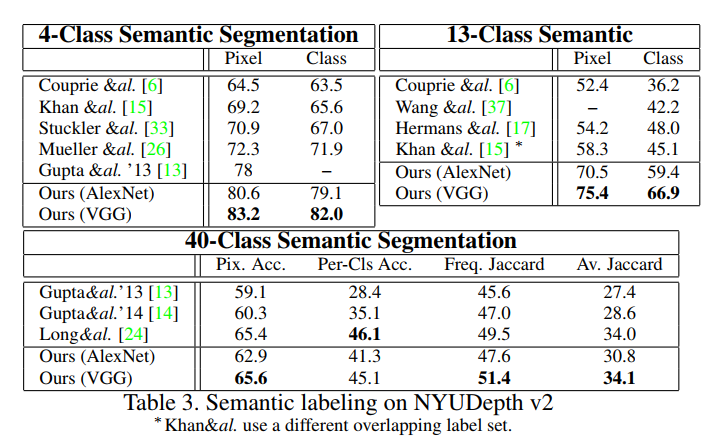 4-Class Semantic Segmentation
Pixel Class
Couprie &al. [6] 64.5 63.5
Khan &al. [15] 69.2 65.6
Stuckler &al. [33] 70.9 67.0
Mueller &al. [26] 72.3 71.9
Gupta &al. '13 [13] 78 –
Ours (AlexNet) 80.6 79.1
Ours (VGG) 83.2 82.0
13-Class Semantic
Pixel Class
Couprie &al. [6] 52.4 36.2
Wang &al. [37] – 42.2
Hermans &al. [17] 54.2 48.0
Khan &al. [15] * 58.3 45.1
Ours (AlexNet) 70.5 59.4
Ours (VGG) 75.4 66.9
40-Class Semantic Segmentation
Pix. Acc. Per-Cls Acc. Freq. Jaccard Av. Jaccard
Gupta&al.'13 [13] 59.1 28.4 45.6 27.4
Gupta&al.'14 [14] 60.3 35.1 47.0 28.6
Long&al. [24] 65.4 46.1 49.5 34.0
Ours (AlexNet) 62.9 41.3 47.6 30.8
Ours (VGG) 65.6 45.1 51.4 34.1
Table 3. Semantic labeling on NYUDepth v2
*Khan&al. use a different overlapping label set.